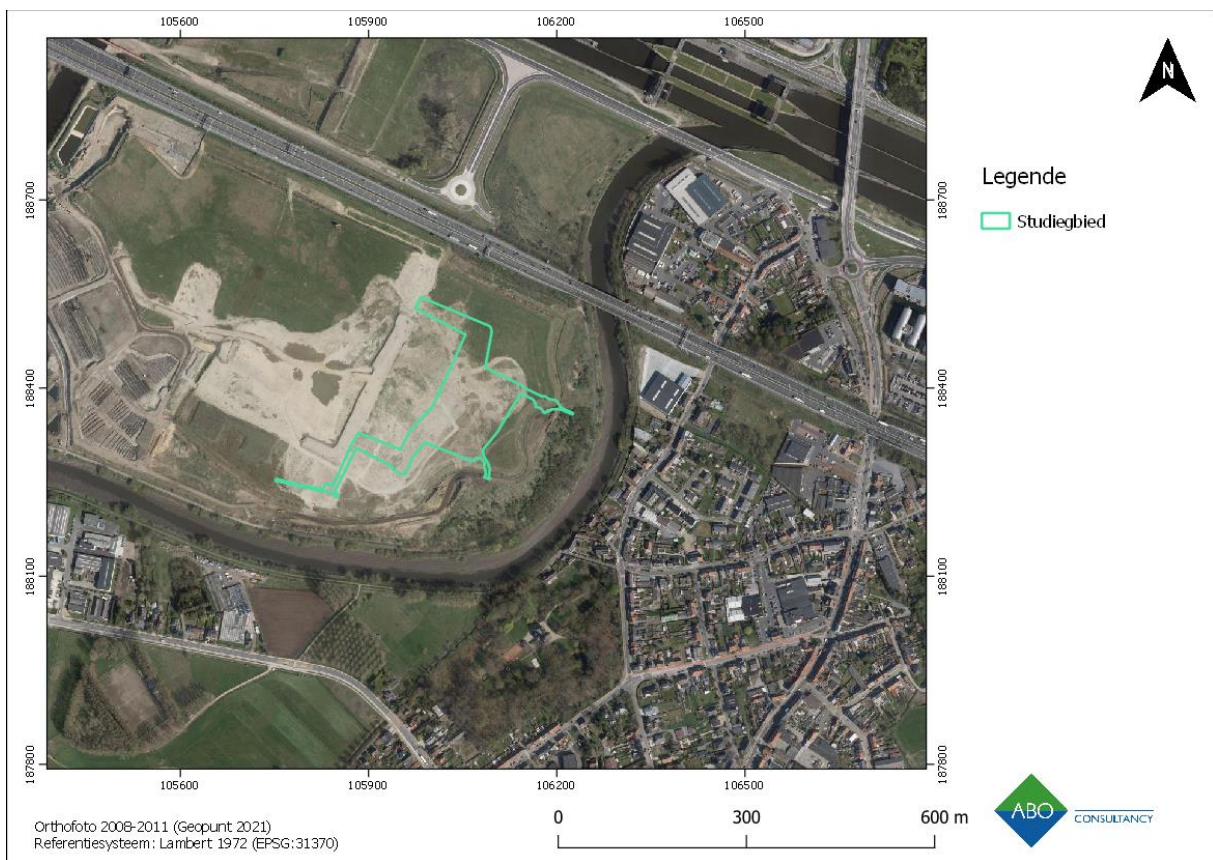 105600 105900 106200 106500
188700 188700
188400 188400
188100 188100
187800 187800
105600 105900 106200 106500
N
Legende
Studiegbied
Orthofoto 2008-2011 (Geopunt 2021)
Referentiesysteem: Lambert 1972 (EPSG:31370)
0 300 600 m
ABO
CONSULTANCY